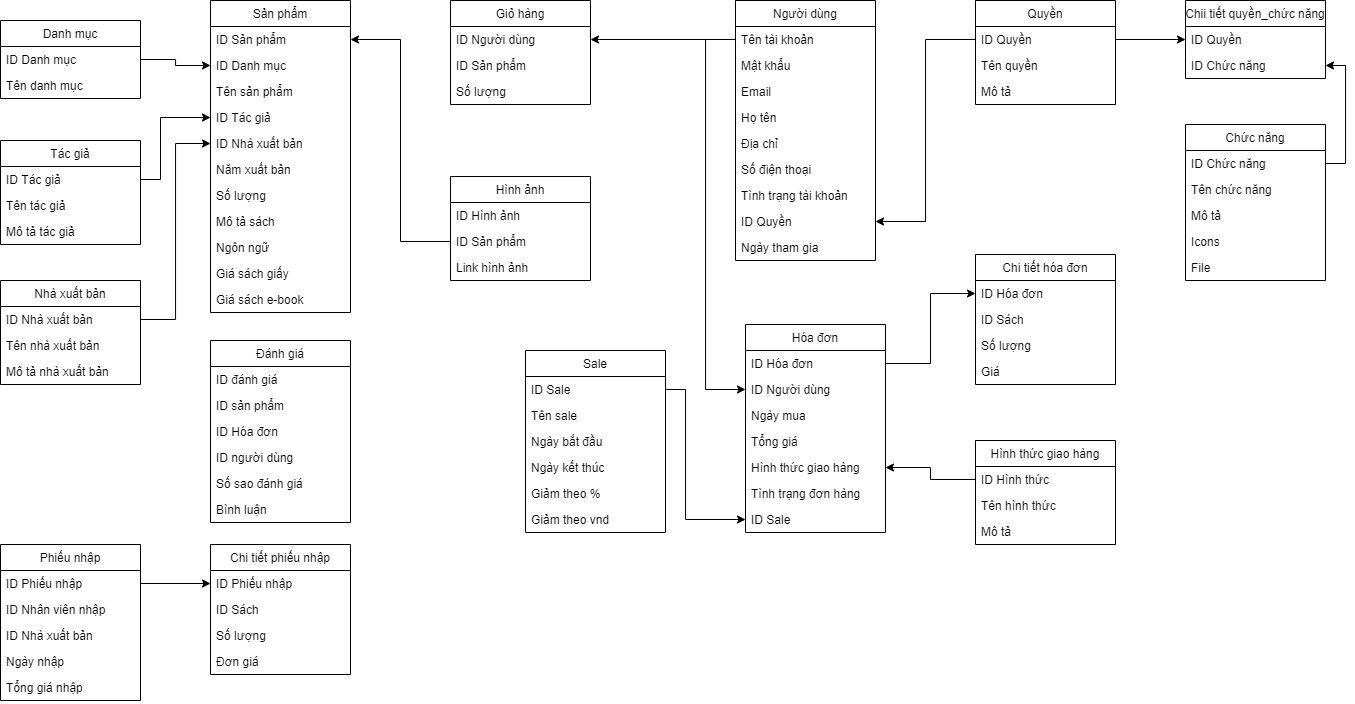 Danh mục
ID Danh mục
Tên danh mục
Tác giả
ID Tác giả
Tên tác giả
Mô tả tác giả
Nhà xuất bản
ID Nhà xuất bản
Tên nhà xuất bản
Mô tả nhà xuất bản
Sản phẩm
ID Sản phẩm
ID Danh mục
Tên sản phẩm
ID Tác giả
ID Nhà xuất bản
Năm xuất bản
Số lượng
Mô tả sách
Ngôn ngữ
Giá sách giấy
Giá sách e-book
Đánh giá
ID đánh giá
ID sản phẩm
ID Hóa đơn
ID người dùng
Số sao đánh giá
Bình luận
Phiếu nhập
ID Phiếu nhập
ID Nhân viên nhập
ID Nhà xuất bản
Ngày nhập
Tổng giá nhập
Chi tiết phiếu nhập
ID Phiếu nhập
ID Sách
Số lượng
Đơn giá
Giỏ hàng
ID Người dùng
ID Sản phẩm
Số lượng
Hình ảnh
ID Hình ảnh
ID Sản phẩm
Link hình ảnh
Sale
ID Sale
Tên sale
Ngày bắt đầu
Ngày kết thúc
Giảm theo %
Giảm theo vnd
Người dùng
Tên tài khoản
Mật khẩu
Email
Họ tên
Địa chỉ
Số điện thoại
Tình trạng tài khoản
ID Quyền
Ngày tham gia
Hóa đơn
ID Hóa đơn
ID Người dùng
Ngày mua
Tổng giá
Hình thức giao hàng
Tình trạng đơn hàng
ID Sale
Quyền
ID Quyền
Tên quyền
Mô tả
Chi tiết hóa đơn
ID Hóa đơn
ID Sách
Số lượng
Giá
Hình thức giao hàng
ID Hình thức
Tên hình thức
Mô tả
Chii tiết quyền_chức năng
ID Quyền
ID Chức năng
Chức năng
ID Chức năng
Tên chức năng
Mô tả
Icons
File